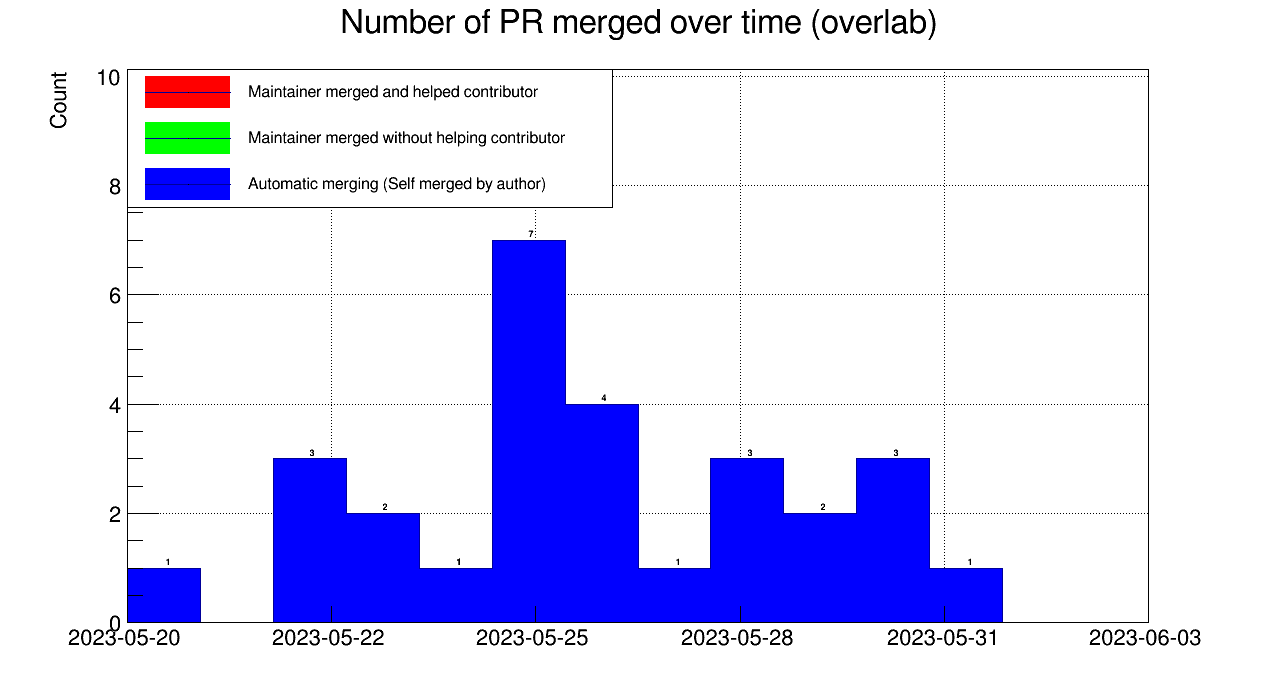 Number of PR merged over time (overlab)
Count
10
8
6
4
2
0
Maintainer merged and helped contributor
Maintainer merged without helping contributor
Automatic merging (Self merged by author)
1
3
2
1
7
4
1
3
2
3
1
2023-05-20 2023-05-22 2023-05-25 2023-05-28 2023-05-31 2023-06-03